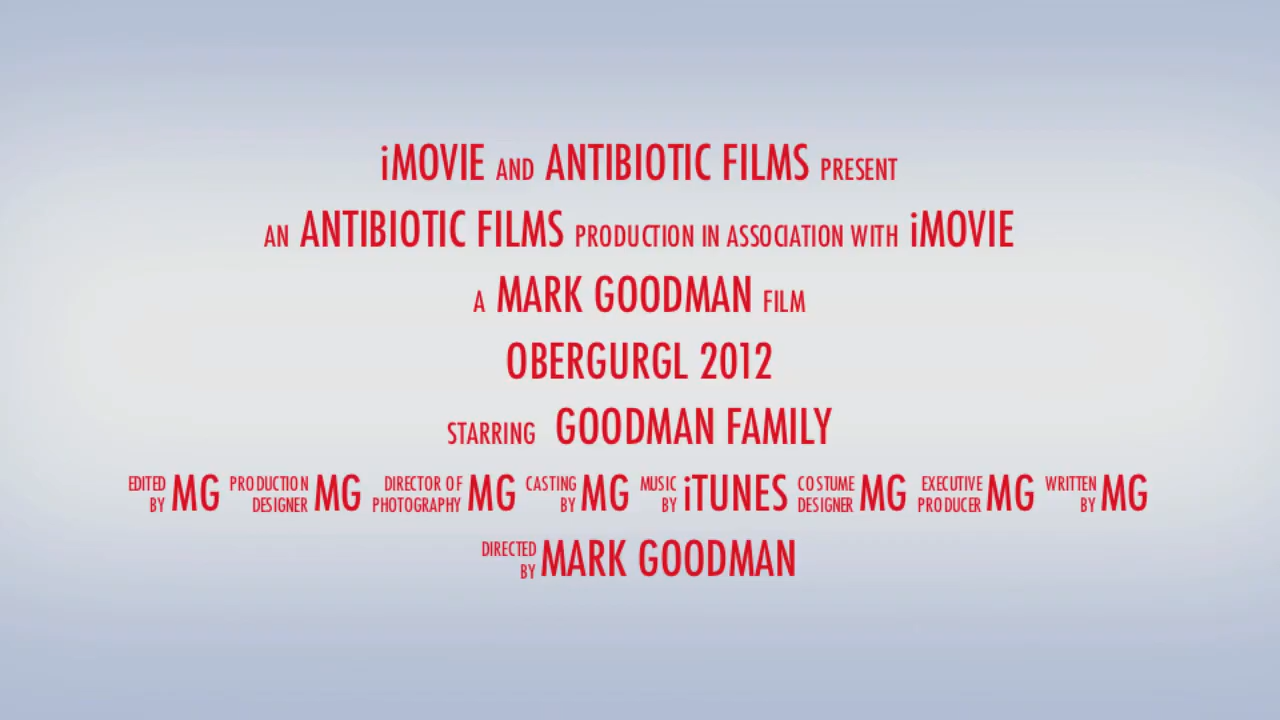 iMOVIE AND ANTIBIOTIC FILMS PRESENT
AN ANTIBIOTIC FILMS PRODUCTION IN ASSOCIATION WITH iMOVIE
A MARK GOODMAN FILM
OBERGURGL 2012
STARRING GOODMAN FAMILY
EDITED BY MG PRODUCTION DESIGNER MG DIRECTOR OF PHOTOGRAPHY MG CASTING BY MG MUSIC BY iTUNES COSTUME DESIGNER MG EXECUTIVE PRODUCER MG WRITTEN BY MG
DIRECTED BY MARK GOODMAN